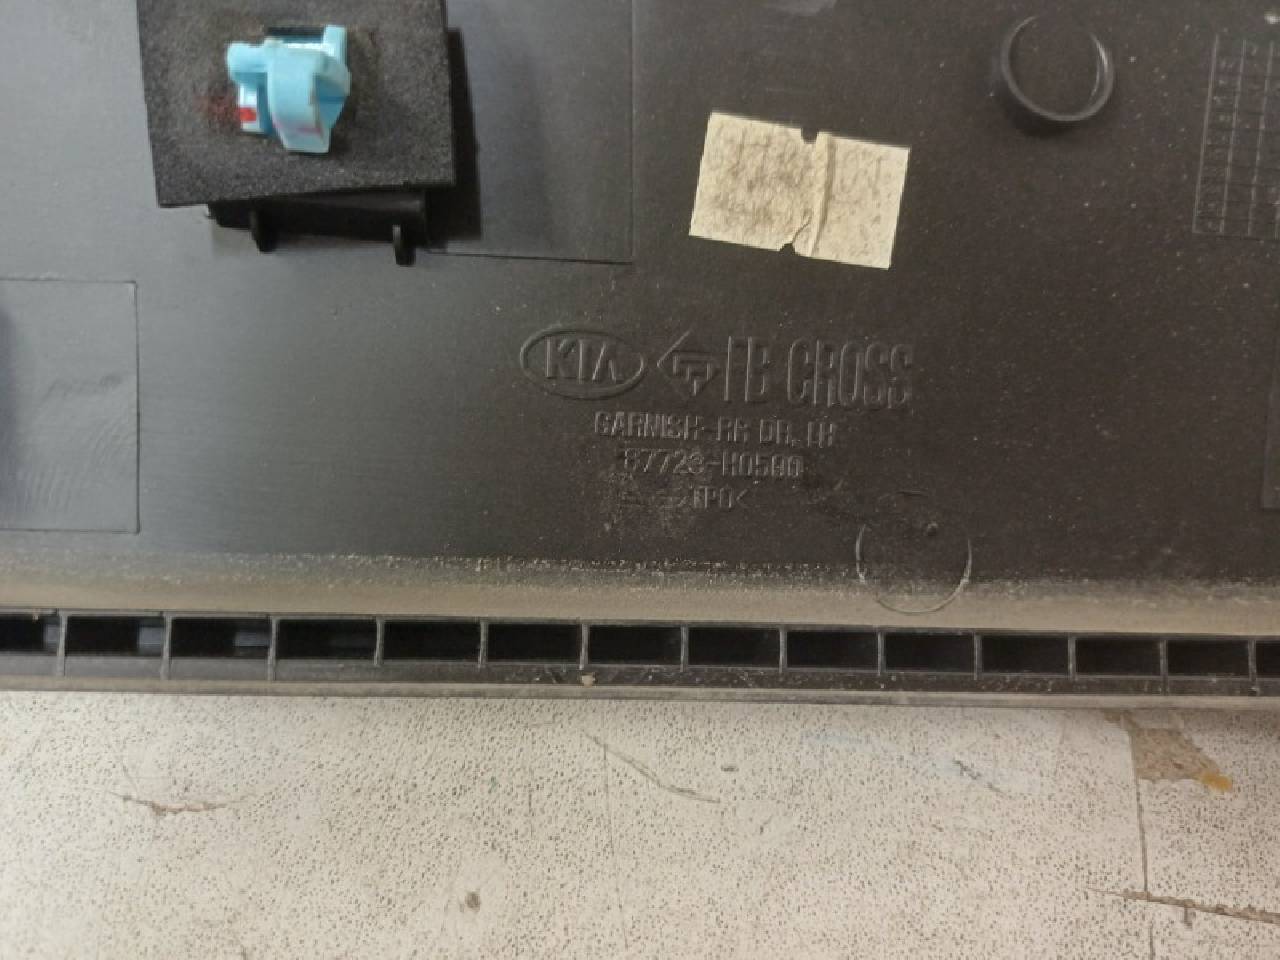 KIA FB CROSS
GARNISH-RR DR, LH
87723-H0500
TPO<